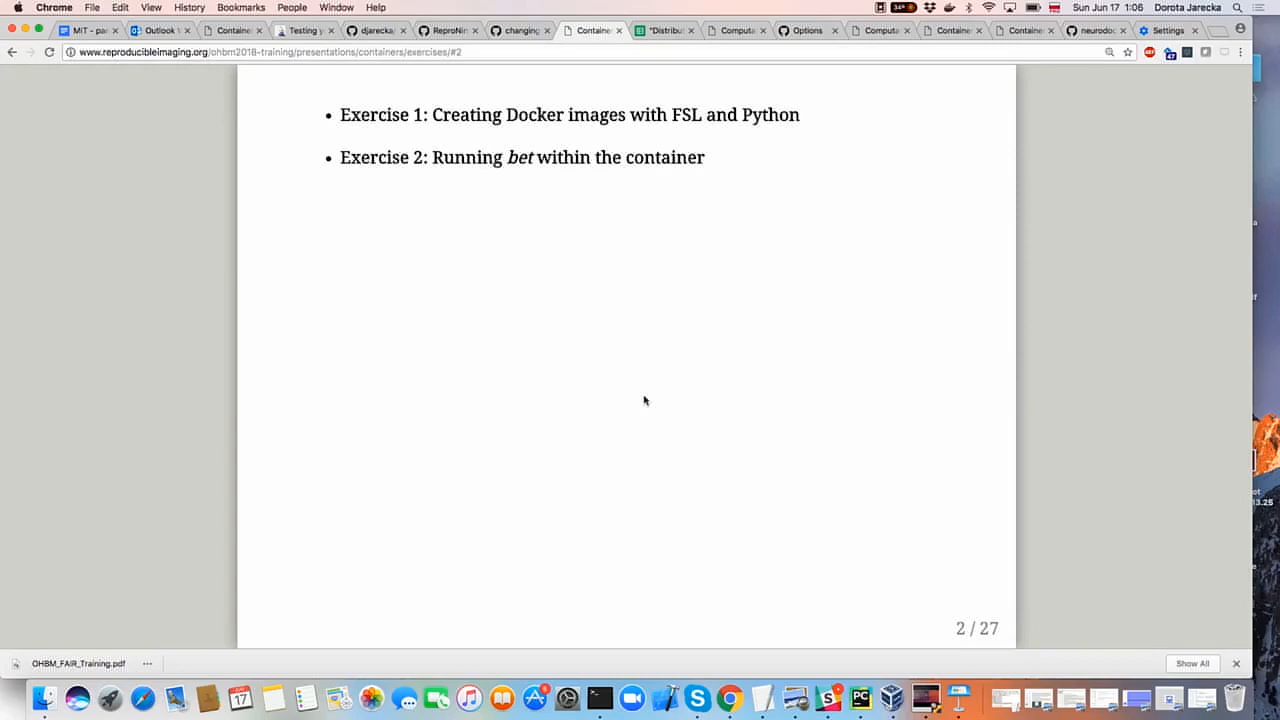 Chrome File Edit View History Bookmarks People Window Help 34° Sun Jun 17 1:06 Dorota Jarecka
MIT - par Outlook Containe Testing y djarecka/ ReproNin changing Containe "Distribu Computa Options Computa Containe Containe neurodoc Settings
www.reproducibleimaging.org/ohbm2018-training/presentations/containers/exercises/#2
• Exercise 1: Creating Docker images with FSL and Python
• Exercise 2: Running bet within the container
2 / 27
OHBM_FAIR_Training.pdf Show All